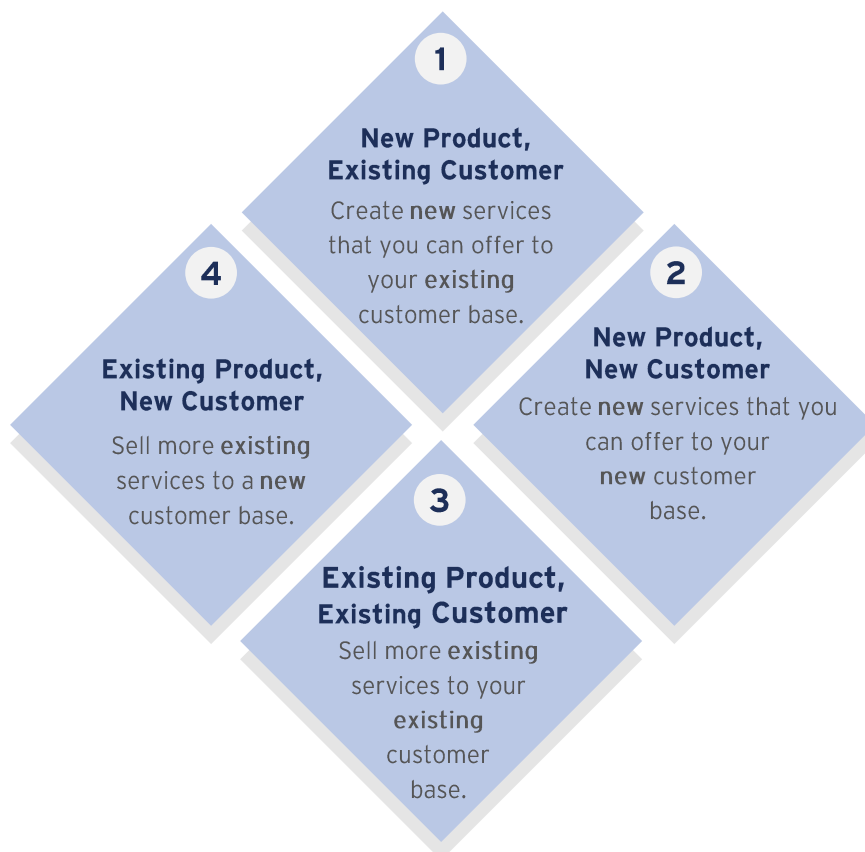 1
New Product,
Existing Customer
Create new services
that you can offer to
your existing
customer base.
2
New Product,
New Customer
Create new services that you
can offer to your
new customer
base.
3
Existing Product,
Existing Customer
Sell more existing
services to your
existing
customer
base.
4
Existing Product,
New Customer
Sell more existing
services to a new
customer base.